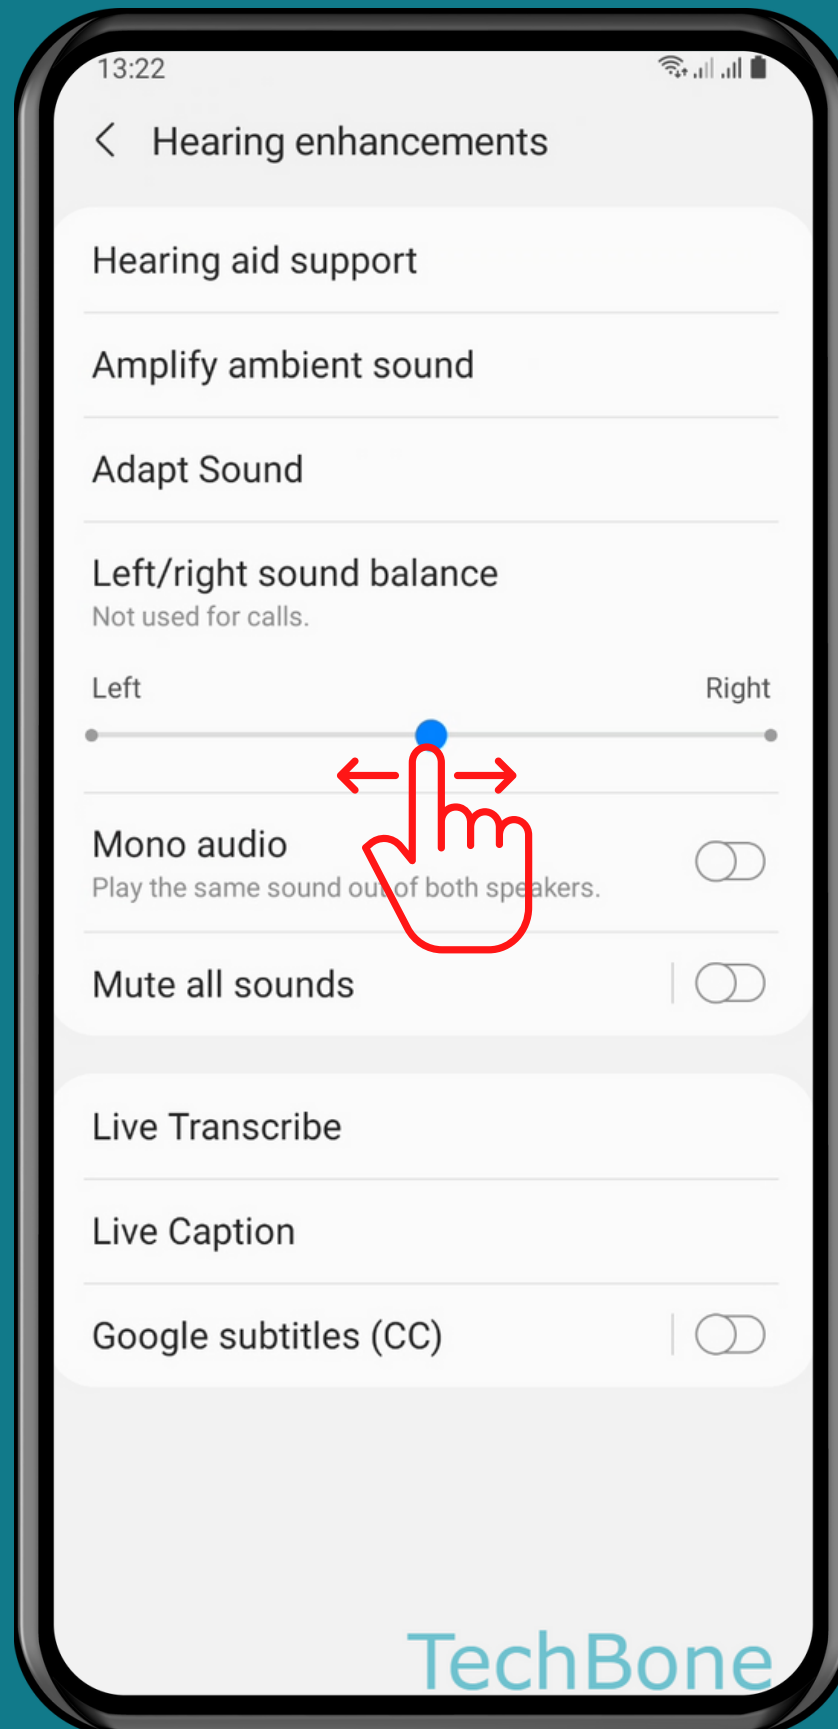 13:22
Hearing enhancements
Hearing aid support
Amplify ambient sound
Adapt Sound
Left/right sound balance
Not used for calls.
Left Right
Mono audio
Play the same sound out of both speakers.
Mute all sounds
Live Transcribe
Live Caption
Google subtitles (CC)
TechBone